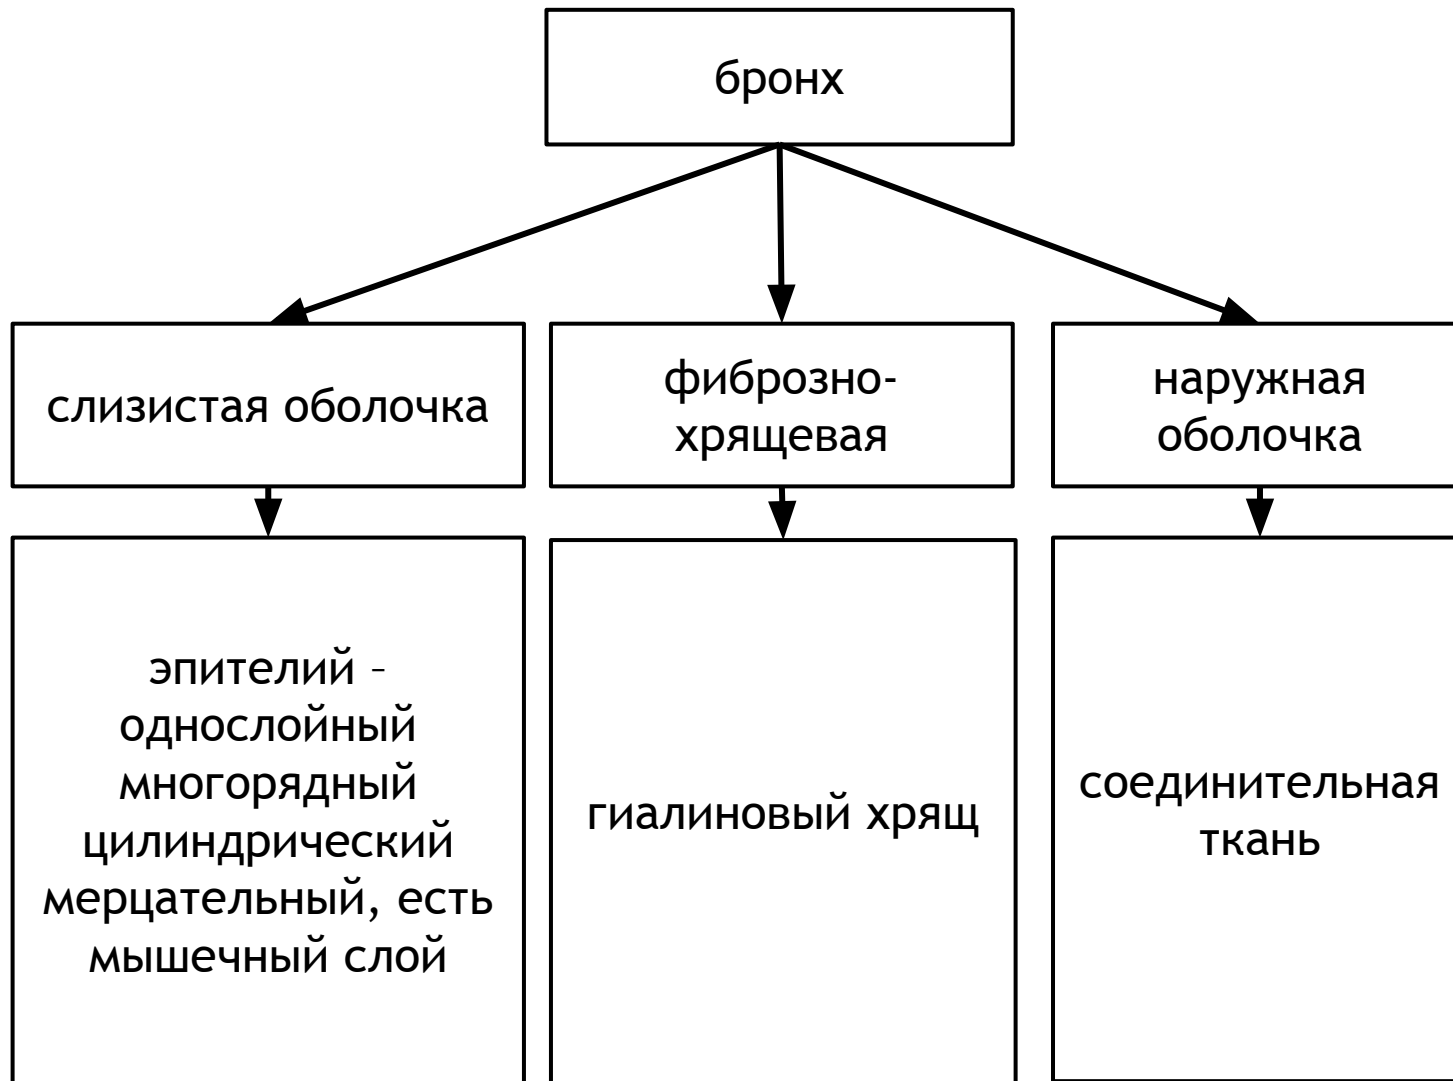 бронх
слизистая оболочка
фиброзно-
хрящевая
наружная
оболочка
эпителий -
однослойный
многорядный
цилиндрический
мерцательный, есть
мышечный слой
гиалиновый хрящ
соединительная
ткань